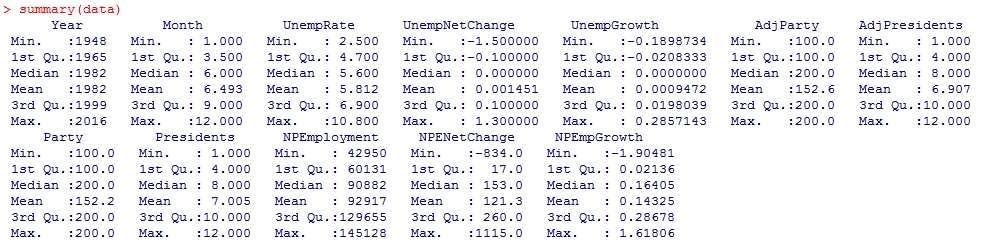 > summary(data)
Year Month UnempRate UnempNetChange UnempGrowth AdjParty AdjPresidents
Min. :1948 Min. : 1.000 Min. : 2.500 Min. :-1.500000 Min. :-0.1898734 Min. :100.0 Min. : 1.000
1st Qu.:1965 1st Qu.: 3.500 1st Qu.: 4.700 1st Qu.:-0.100000 1st Qu.:-0.0208333 1st Qu.:100.0 1st Qu.: 4.000
Median :1982 Median : 6.000 Median : 5.600 Median : 0.000000 Median : 0.0000000 Median :200.0 Median : 8.000
Mean :1982 Mean : 6.493 Mean : 5.812 Mean : 0.001451 Mean : 0.0009472 Mean :152.6 Mean : 6.907
3rd Qu.:1999 3rd Qu.: 9.000 3rd Qu.: 6.900 3rd Qu.: 0.100000 3rd Qu.: 0.0198039 3rd Qu.:200.0 3rd Qu.:10.000
Max. :2016 Max. :12.000 Max. :10.800 Max. : 1.300000 Max. : 0.2857143 Max. :200.0 Max. :12.000
Party Presidents NPEmployment NPENetChange NPEmpGrowth
Min. :100.0 Min. : 1.000 Min. : 42950 Min. :-834.0 Min. :-1.90481
1st Qu.:100.0 1st Qu.: 4.000 1st Qu.: 60131 1st Qu.: 17.0 1st Qu.: 0.02136
Median :200.0 Median : 8.000 Median : 90882 Median : 153.0 Median : 0.16405
Mean :152.2 Mean : 7.005 Mean : 92917 Mean : 121.3 Mean : 0.14325
3rd Qu.:200.0 3rd Qu.:10.000 3rd Qu.:129655 3rd Qu.: 260.0 3rd Qu.: 0.28678
Max. :200.0 Max. :12.000 Max. :145128 Max. :1115.0 Max. : 1.61806